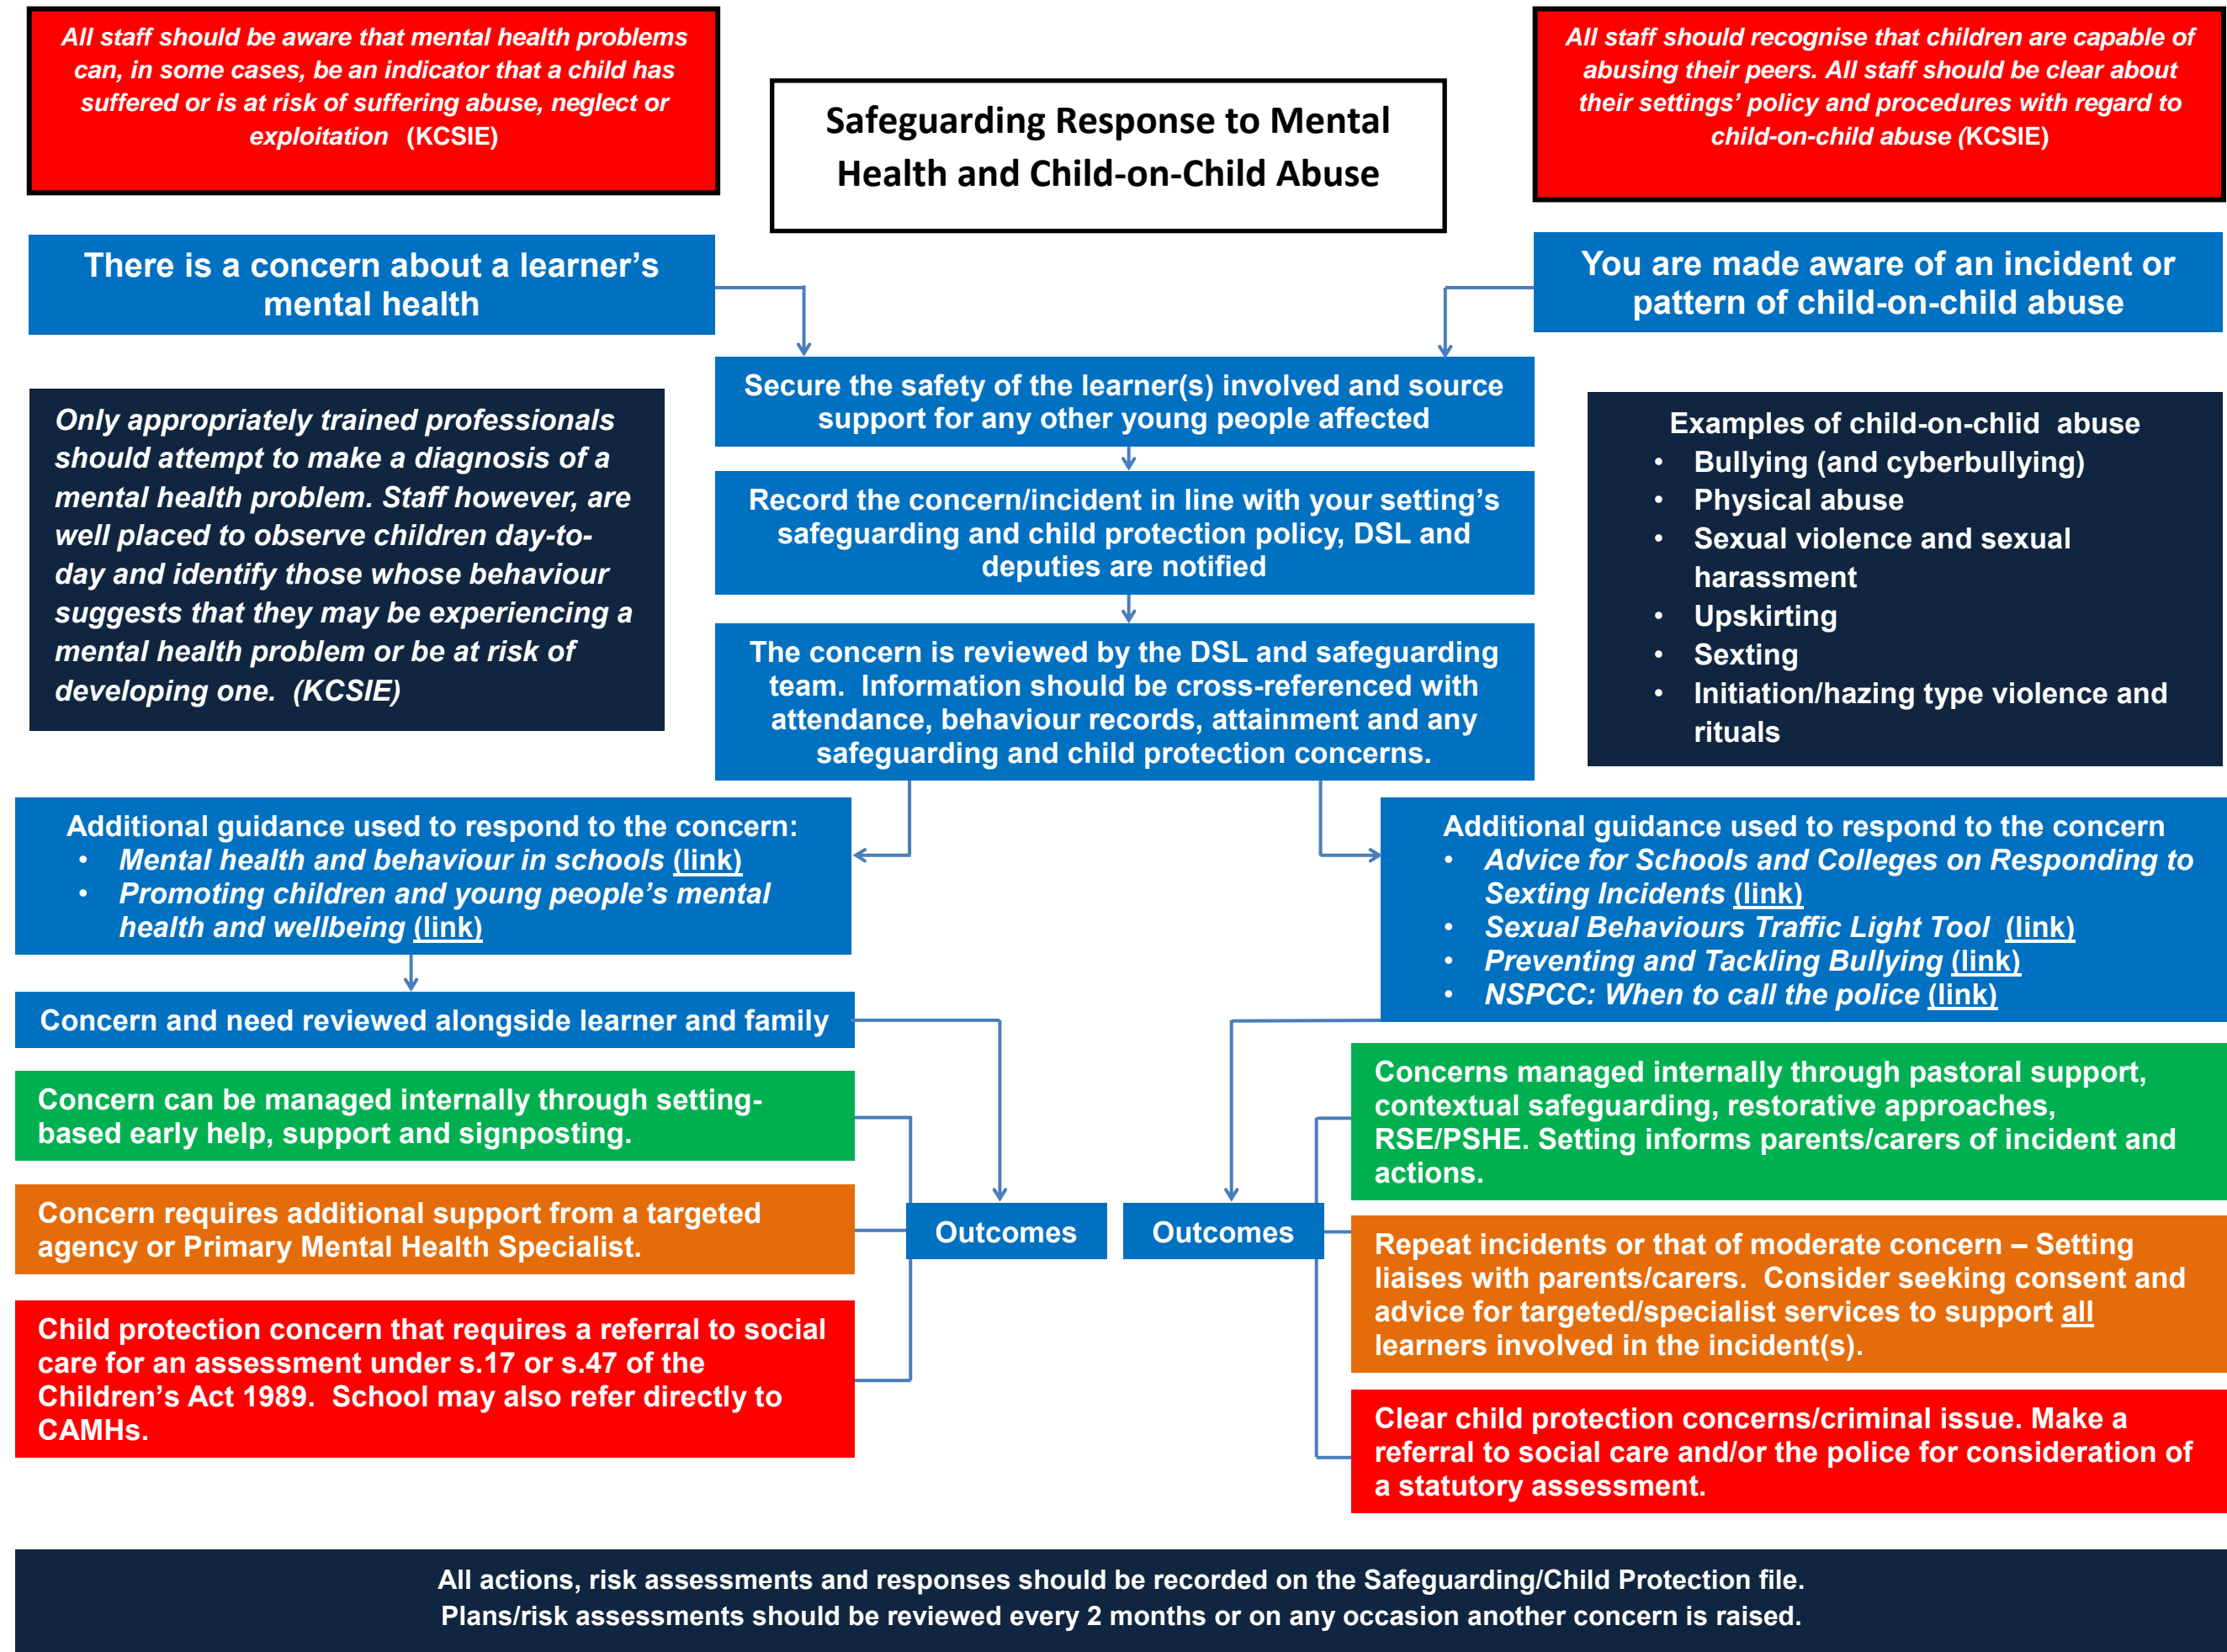 All staff should be aware that mental health problems
can, in some cases, be an indicator that a child has
suffered or is at risk of suffering abuse, neglect or
exploitation  (KCSIE)
Safeguarding Response to Mental
Health and Child-on-Child Abuse
All staff should recognise that children are capable of
abusing their peers. All staff should be clear about
their settings’ policy and procedures with regard to
child-on-child abuse (KCSIE)
There is a concern about a learner’s
mental health
You are made aware of an incident or
pattern of child-on-child abuse
Secure the safety of the learner(s) involved and source
support for any other young people affected
Only appropriately trained professionals
should attempt to make a diagnosis of a
mental health problem. Staff however, are
well placed to observe children day-to-
day and identify those whose behaviour
suggests that they may be experiencing a
mental health problem or be at risk of
developing one.  (KCSIE)
Record the concern/incident in line with your setting’s
safeguarding and child protection policy, DSL and
deputies are notified
Examples of child-on-chlid  abuse
• Bullying (and cyberbullying)
• Physical abuse
• Sexual violence and sexual
harassment
• Upskirting
• Sexting
• Initiation/hazing type violence and
rituals
The concern is reviewed by the DSL and safeguarding
team.  Information should be cross-referenced with
attendance, behaviour records, attainment and any
safeguarding and child protection concerns.
Additional guidance used to respond to the concern:
• Mental health and behaviour in schools (link)
• Promoting children and young people’s mental
health and wellbeing (link)
Additional guidance used to respond to the concern
• Advice for Schools and Colleges on Responding to
Sexting Incidents (link)
• Sexual Behaviours Traffic Light Tool  (link)
• Preventing and Tackling Bullying (link)
• NSPCC: When to call the police (link)
Concern and need reviewed alongside learner and family
Concern can be managed internally through setting-
based early help, support and signposting.
Concern requires additional support from a targeted
agency or Primary Mental Health Specialist.
Child protection concern that requires a referral to social
care for an assessment under s.17 or s.47 of the
Children’s Act 1989.  School may also refer directly to
CAMHs.
Outcomes
Outcomes
Concerns managed internally through pastoral support,
contextual safeguarding, restorative approaches,
RSE/PSHE. Setting informs parents/carers of incident and
actions.
Repeat incidents or that of moderate concern – Setting
liaises with parents/carers.  Consider seeking consent and
advice for targeted/specialist services to support all
learners involved in the incident(s).
Clear child protection concerns/criminal issue. Make a
referral to social care and/or the police for consideration of
a statutory assessment.
All actions, risk assessments and responses should be recorded on the Safeguarding/Child Protection file.
Plans/risk assessments should be reviewed every 2 months or on any occasion another concern is raised.